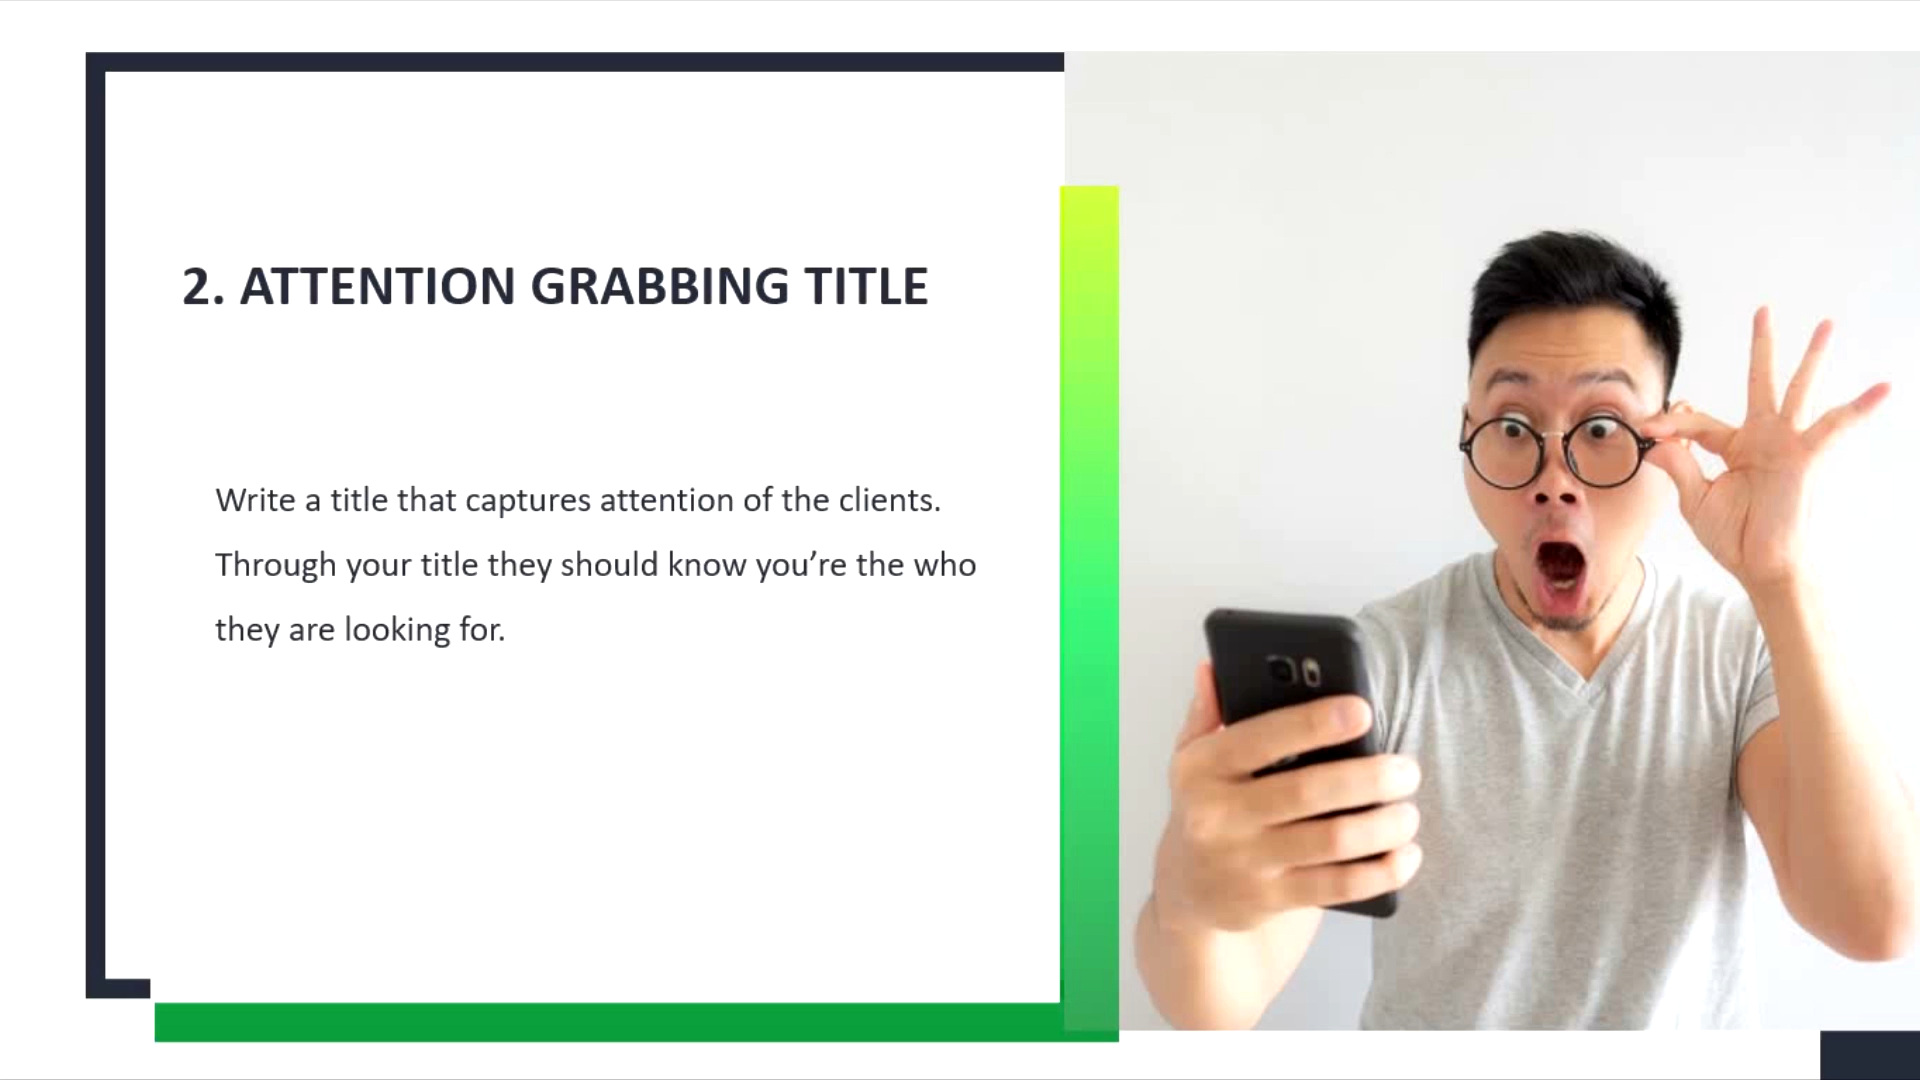 2. ATTENTION GRABBING TITLE
Write a title that captures attention of the clients.
Through your title they should know you’re the who
they are looking for.